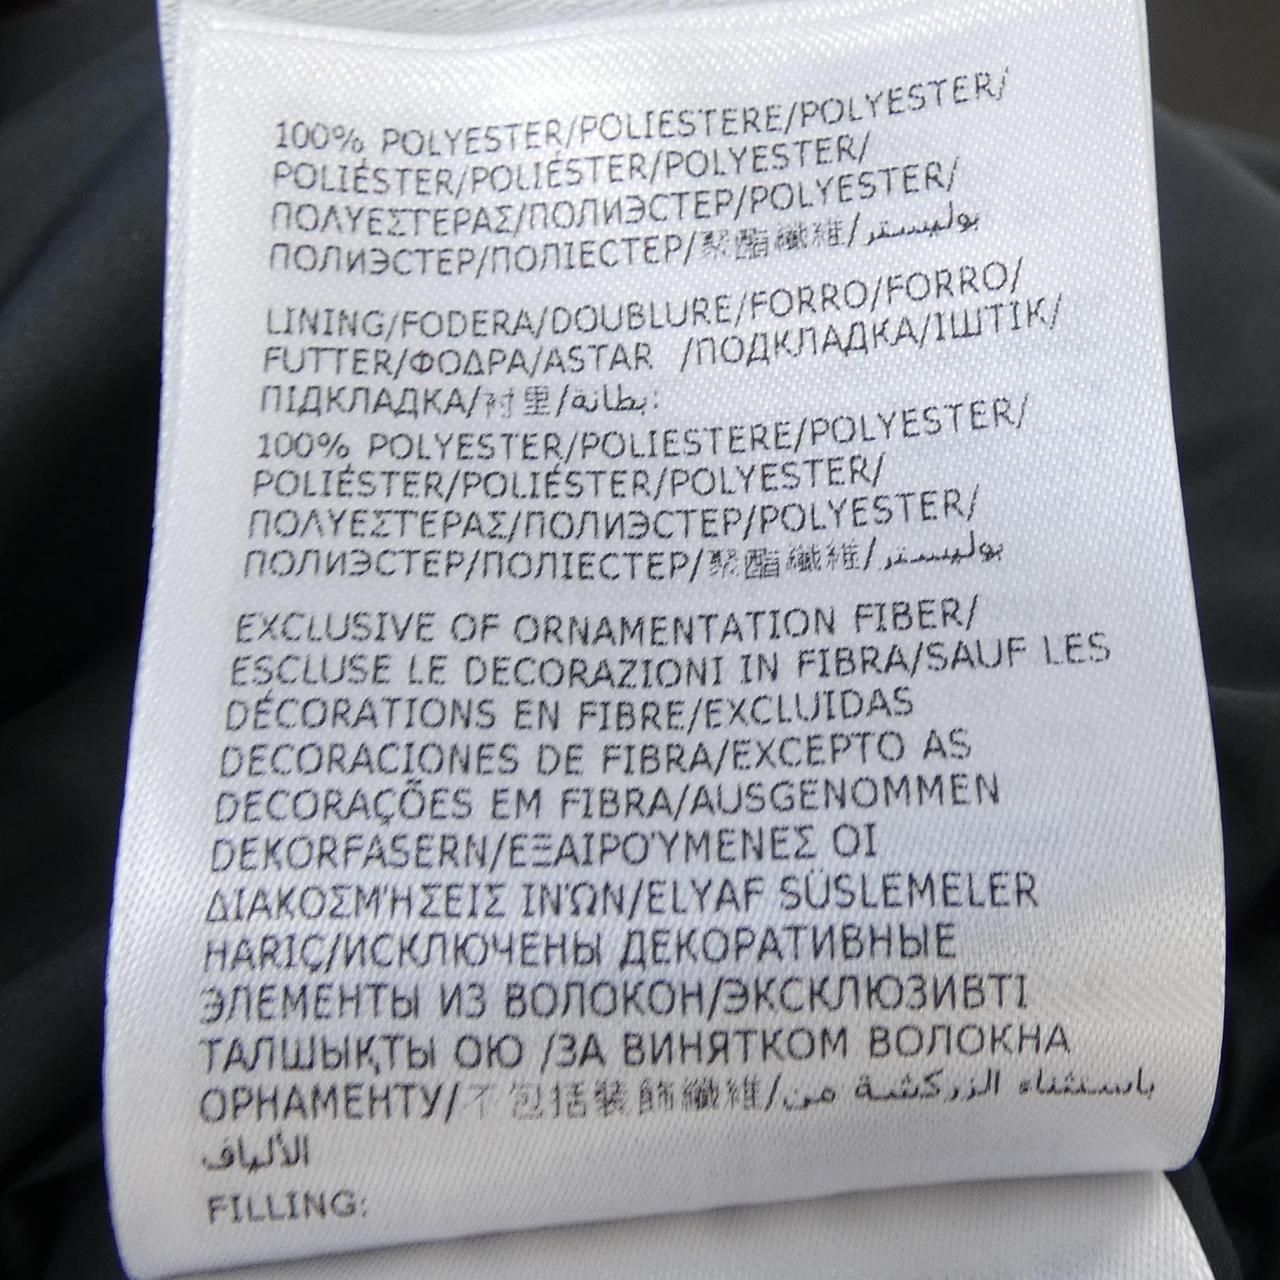 100% POLYESTER/POLIESTERE/POLYESTER/
POLIÉSTER/POLIÉSTER/POLYESTER/
ΠΟΛΥΕΣΤΕΡΑΣ/ПОЛИЭСТЕР/POLYESTER/
ПОЛИЭСТЕР/ПОЛІЕСТЕР/聚酯纖維/بوليستر
LINING/FODERA/DOUBLURE/FORRO/FORRO/
FUTTER/ΦΟΔΡΑ/ASTAR /ПОДКЛАДКА/ІШТІК/
ПІДКЛАДКА/衬里/بطانة:
100% POLYESTER/POLIESTERE/POLYESTER/
POLIÉSTER/POLIÉSTER/POLYESTER/
ΠΟΛΥΕΣΤΕΡΑΣ/ПОЛИЭСТЕР/POLYESTER/
ПОЛИЭСТЕР/ПОЛІЕСТЕР/聚酯纖維/بوليستر
EXCLUSIVE OF ORNAMENTATION FIBER/
ESCLUSE LE DECORAZIONI IN FIBRA/SAUF LES
DÉCORATIONS EN FIBRE/EXCLUIDAS
DECORACIONES DE FIBRA/EXCEPTO AS
DECORAÇÕES EM FIBRA/AUSGENOMMEN
DEKORFASERN/ΕΞΑΙΡΟΎΜΕΝΕΣ ΟΙ
ΔΙΑΚΟΣΜΉΣΕΙΣ ΙΝΏΝ/ELYAF SÜSLEMELER
HARIÇ/ИСКЛЮЧЕНЫ ДЕКОРАТИВНЫЕ
ЭЛЕМЕНТЫ ИЗ ВОЛОКОН/ЭКСКЛЮЗИВТІ
ТАЛШЫҚТЫ ОЮ /ЗА ВИНЯТКОМ ВОЛОКНА
ОРНАМЕНТУ/不包括装飾纖維/باستثناء الزركشة من
الألياف
FILLING: